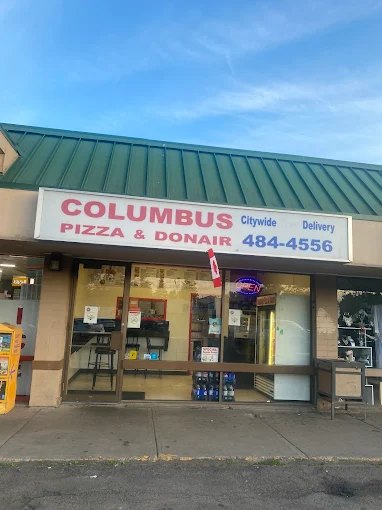 COLUMBUS
PIZZA & DONAIR
Citywide Delivery
484-4556
OPEN